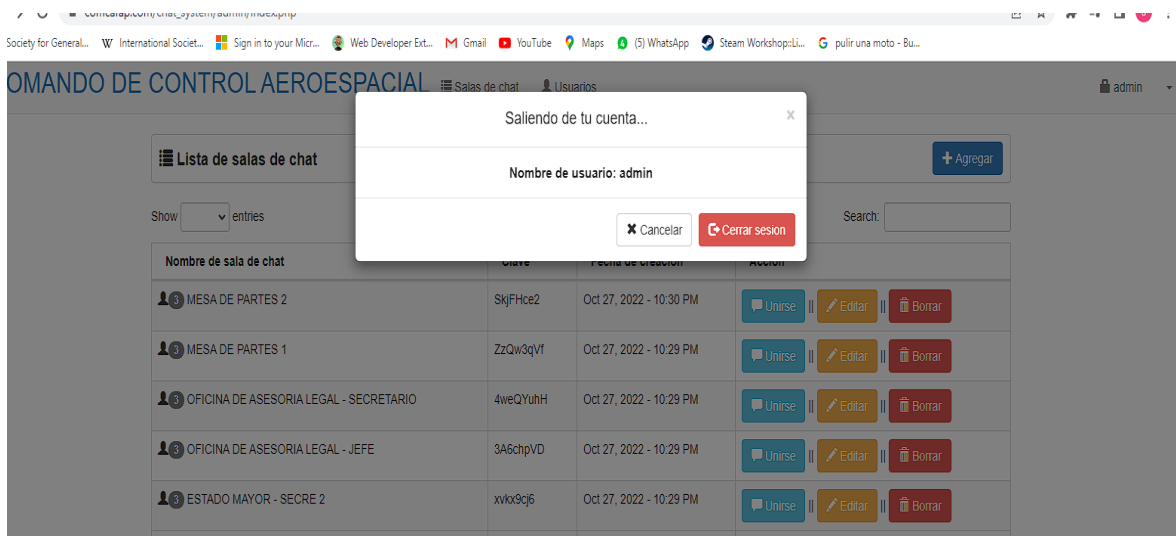 comcarap.com/chat_system/admin/index.php
Society for General... International Societ... Sign in to your Micr... Web Developer Ext... Gmail YouTube Maps (5) WhatsApp Steam Workshop::Li... pulir una moto - Bu...
OMANDO DE CONTROL AEROESPACIAL Salas de chat Usuarios admin
Saliendo de tu cuenta... x
Nombre de usuario: admin
Cancelar Cerrar sesion
Lista de salas de chat Agregar
Show entries Search:
Nombre de sala de chat Clave Fecha de creación Acción
3 MESA DE PARTES 2 SkjFHce2 Oct 27, 2022 - 10:30 PM Unirse || Editar || Borrar
3 MESA DE PARTES 1 ZzQw3qVf Oct 27, 2022 - 10:29 PM Unirse || Editar || Borrar
3 OFICINA DE ASESORIA LEGAL - SECRETARIO 4weQYuhH Oct 27, 2022 - 10:29 PM Unirse || Editar || Borrar
3 OFICINA DE ASESORIA LEGAL - JEFE 3A6chpVD Oct 27, 2022 - 10:29 PM Unirse || Editar || Borrar
3 ESTADO MAYOR - SECRE 2 xvkx9cj6 Oct 27, 2022 - 10:29 PM Unirse || Editar || Borrar